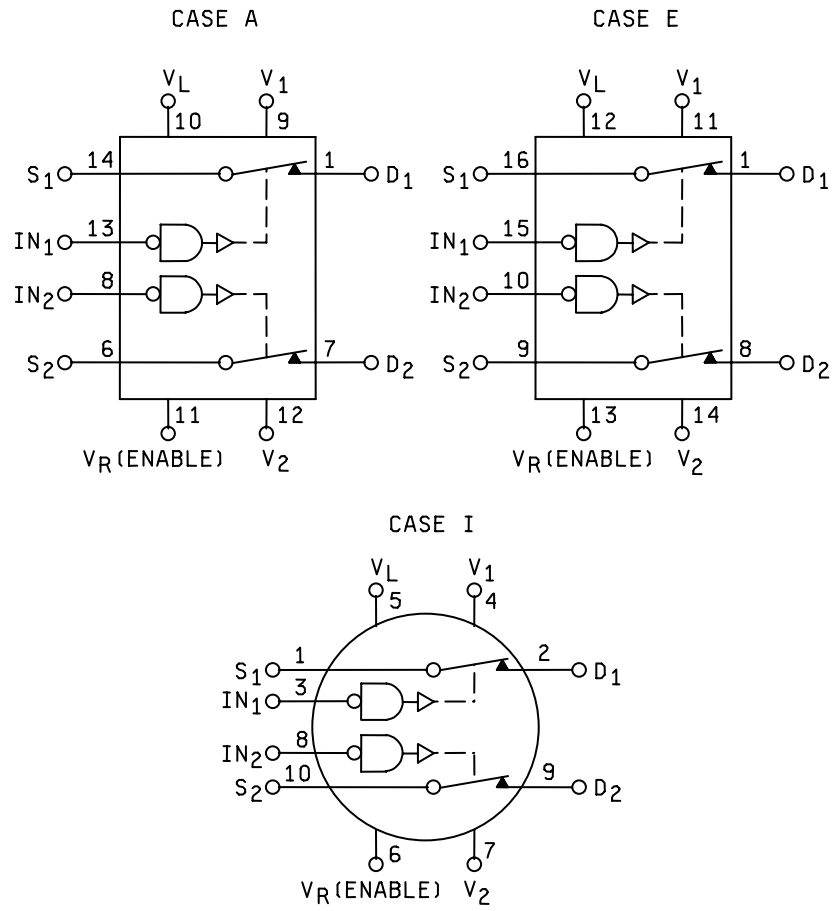 CASE A CASE E
VL V1 VL V1
10 9 12 11
S1 14 1 D1 S1 16 1 D1
IN1 13 IN1 15
IN2 8 IN2 10
S2 6 7 D2 S2 9 8 D2
11 12 13 14
VR(ENABLE) V2 VR(ENABLE) V2
CASE I
VL V1
5 4
S1 1 2 D1
IN1 3
IN2 8
S2 10 9 D2
6 7
VR(ENABLE) V2